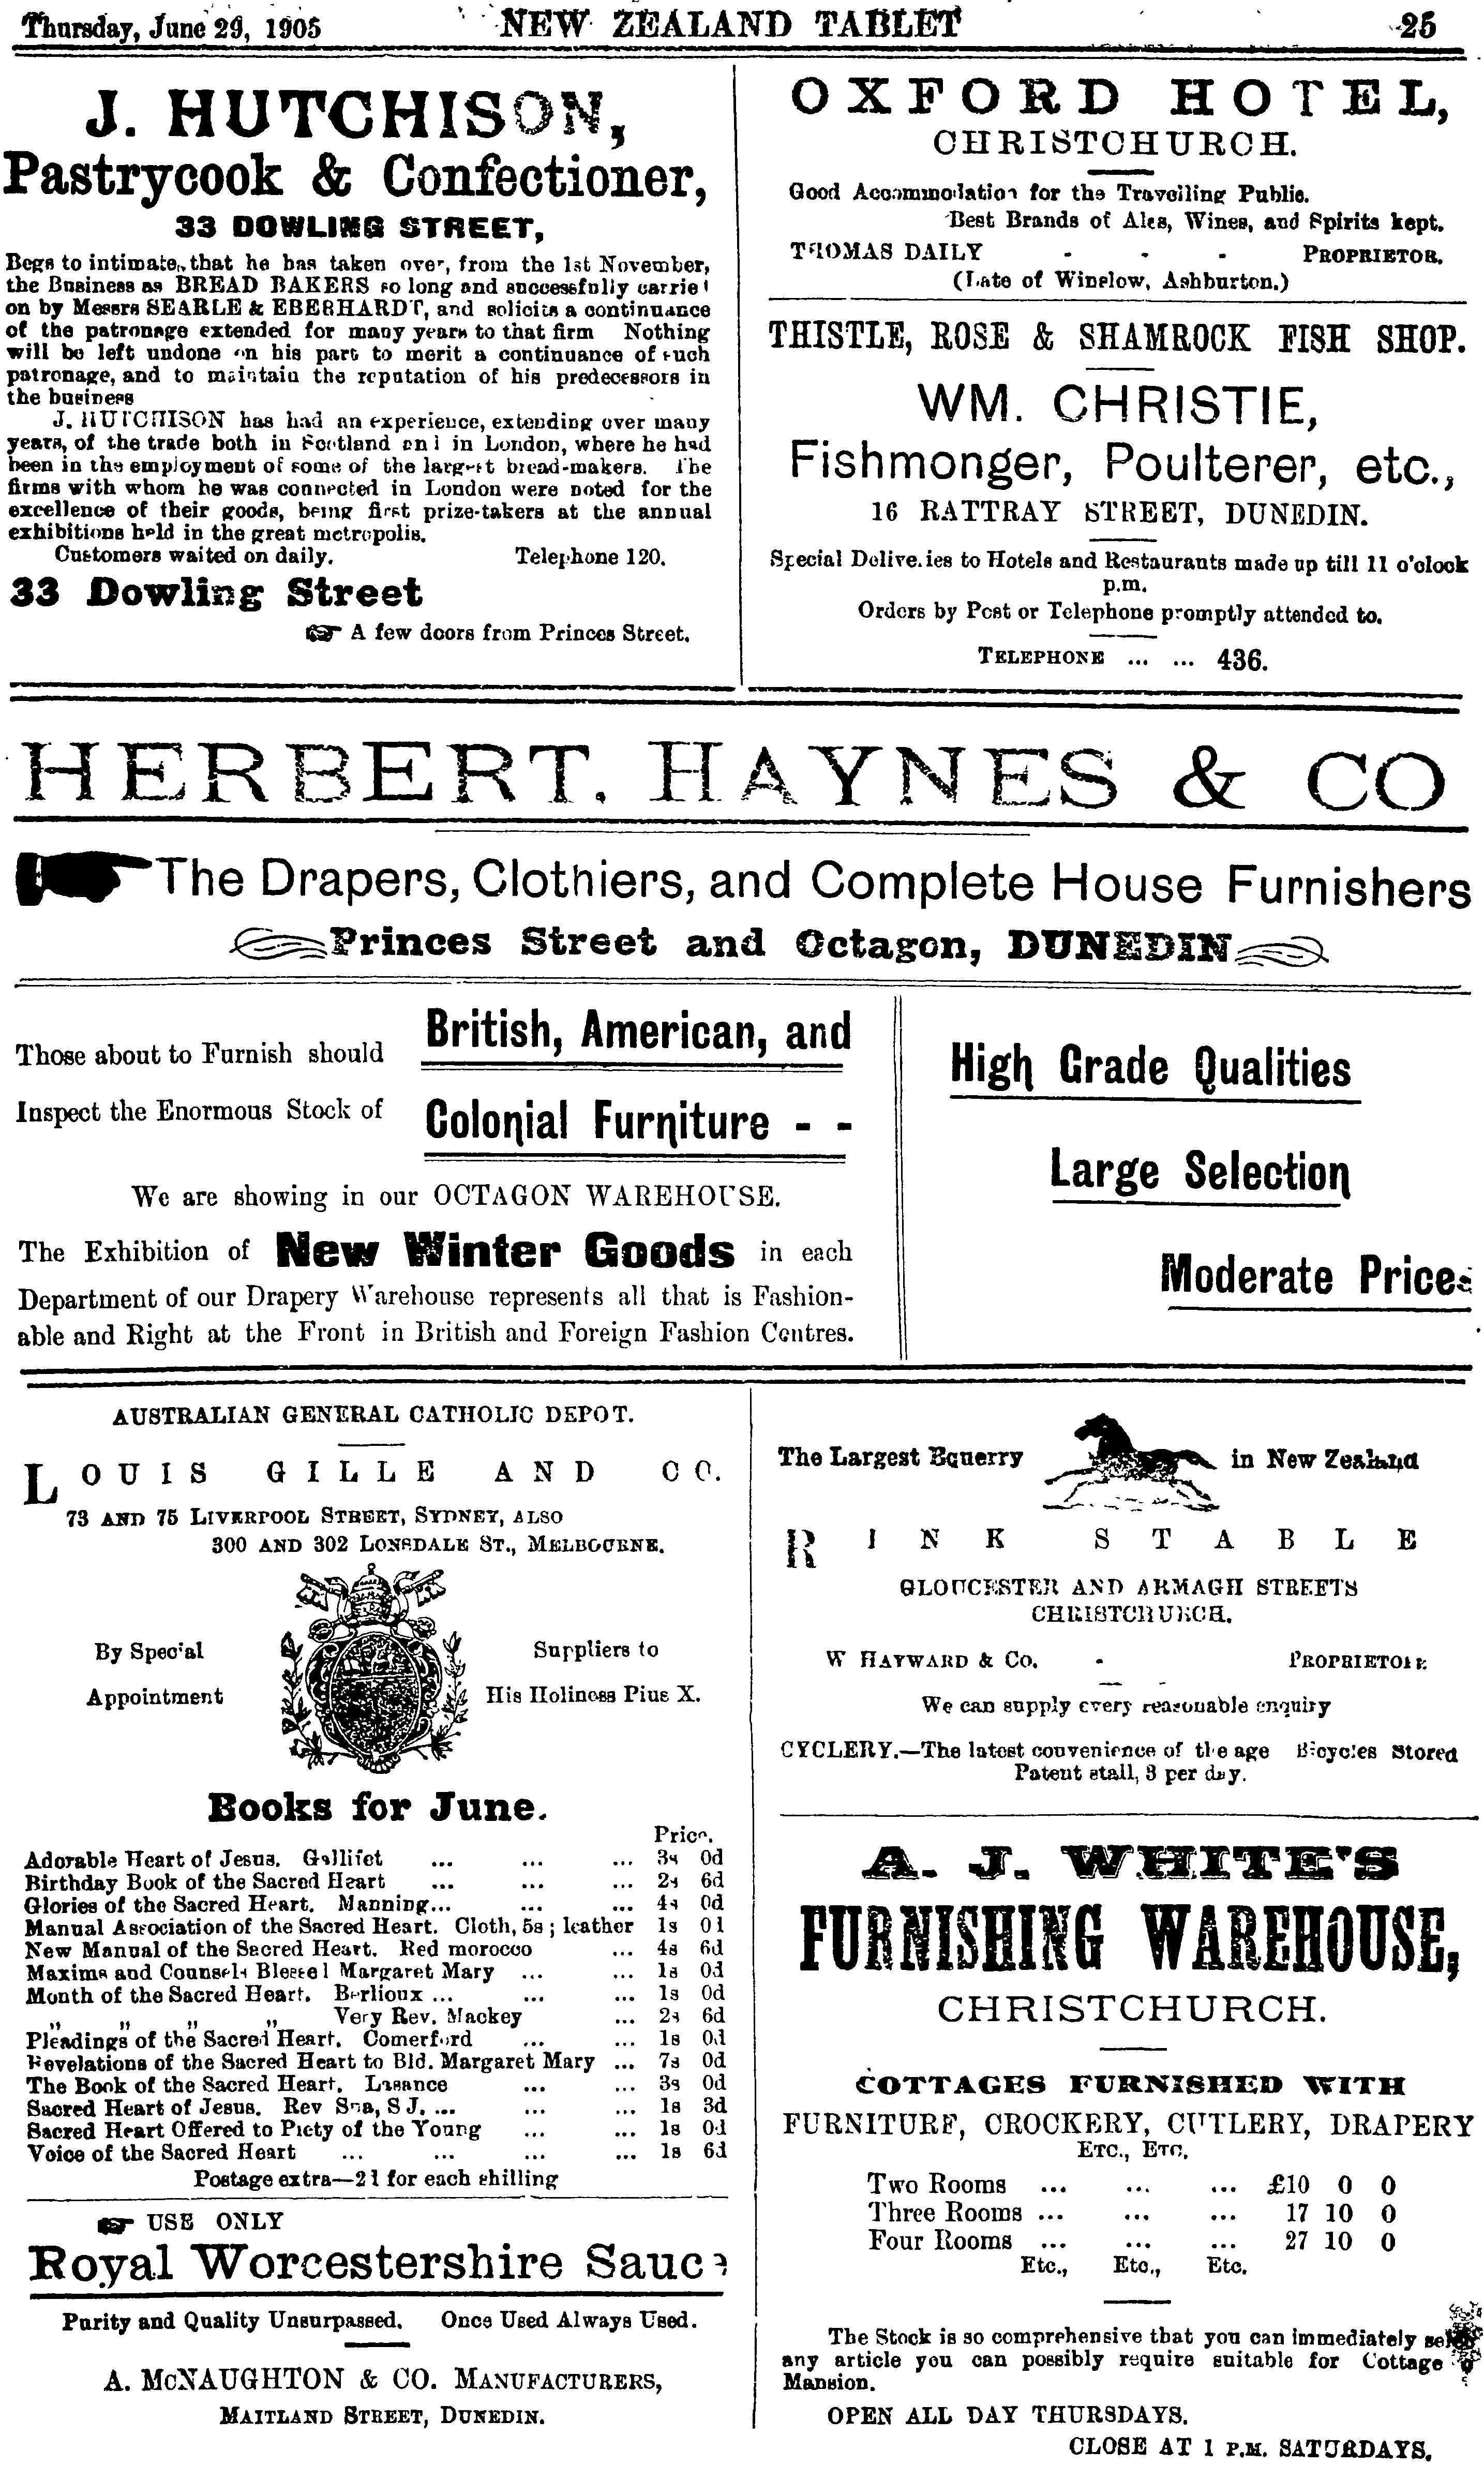 Thursday, June 29, 1905
NEW ZEALAND TABLET
25
J. HUTCHISON,
Pastrycook & Confectioner,
33 DOWLING STREET,
Begs to intimate, that he has taken over, from the 1st November,
the Business as BREAD BAKERS so long and successfully carried
on by Messrs SEARLE & EBERHARDT, and solicits a continuance
of the patronage extended for many years to that firm Nothing
will be left undone on his part to merit a continuance of such
patronage, and to maintain the reputation of his predecessors in
the business
J. HUTCHISON has had an experience, extending over many
years, of the trade both in Scotland and in London, where he had
been in the employment of some of the largest bread-makers. The
firms with whom he was connected in London were noted for the
excellence of their goods, being first prize-takers at the annual
exhibitions held in the great metropolis.
Customers waited on daily. Telephone 120.
33 Dowling Street
A few doors from Princes Street.
OXFORD HOTEL,
CHRISTCHURCH.
Good Accommodation for the Travelling Public.
Best Brands of Ales, Wines, and Spirits kept.
THOMAS DAILY - - - PROPRIETOR.
(Late of Winslow, Ashburton.)
THISTLE, ROSE & SHAMROCK FISH SHOP.
WM. CHRISTIE,
Fishmonger, Poulterer, etc.,
16 RATTRAY STREET, DUNEDIN.
Special Deliveries to Hotels and Restaurants made up till 11 o'clock
p.m.
Orders by Post or Telephone promptly attended to.
TELEPHONE ... ... 436.
HERBERT, HAYNES & CO
The Drapers, Clothiers, and Complete House Furnishers
Princes Street and Octagon, DUNEDIN
Those about to Furnish should
Inspect the Enormous Stock of
British, American, and
Colonial Furniture - -
We are showing in our OCTAGON WAREHOUSE.
The Exhibition of New Winter Goods in each
Department of our Drapery Warehouse represents all that is Fashion-
able and Right at the Front in British and Foreign Fashion Centres.
High Grade Qualities
Large Selection
Moderate Prices
AUSTRALIAN GENERAL CATHOLIC DEPOT.
LOUIS GILLE AND CO.
73 AND 75 LIVERPOOL STREET, SYDNEY, ALSO
300 AND 302 LONSDALE ST., MELBOURNE.
By Special
Appointment
Suppliers to
His Holiness Pius X.
Books for June.
Price.
Adorable Heart of Jesus. Gallifet ... ... ... 3s 0d
Birthday Book of the Sacred Heart ... ... ... 2s 6d
Glories of the Sacred Heart. Manning... ... ... 4s 0d
Manual Association of the Sacred Heart. Cloth, 5s ; leather 1s 0d
New Manual of the Sacred Heart. Red morocco ... 4s 6d
Maxims and Counsels Blessed Margaret Mary ... ... 1s 0d
Month of the Sacred Heart. Berlioux ... ... ... 1s 0d
" " " " Very Rev. Mackey ... 2s 6d
Pleadings of the Sacred Heart. Comerford ... ... 1s 0d
Revelations of the Sacred Heart to Bld. Margaret Mary ... 7s 0d
The Book of the Sacred Heart. Lasance ... ... 3s 0d
Sacred Heart of Jesus. Rev S J. ... ... ... 1s 3d
Sacred Heart Offered to Piety of the Young ... ... 1s 0d
Voice of the Sacred Heart ... ... ... ... 1s 6d
Postage extra—2d for each shilling
USE ONLY
Royal Worcestershire Sauce
Purity and Quality Unsurpassed. Once Used Always Used.
A. McNAUGHTON & CO. MANUFACTURERS,
MAITLAND STREET, DUNEDIN.
The Largest Equerry in New Zealand
RINK STABLE
GLOUCESTER AND ARMAGH STREETS
CHRISTCHURCH.
W HAYWARD & Co. - PROPRIETORS
We can supply every reasonable enquiry
CYCLERY.—The latest convenience of the age Bicycles Stored
Patent stall, 3 per day.
A. J. WHITE'S
FURNISHING WAREHOUSE,
CHRISTCHURCH.
COTTAGES FURNISHED WITH
FURNITURE, CROCKERY, CUTLERY, DRAPERY
ETC., ETC.
Two Rooms ... ... ... £10 0 0
Three Rooms ... ... ... 17 10 0
Four Rooms ... ... ... 27 10 0
Etc., Etc., Etc.
The Stock is so comprehensive that you can immediately select
any article you can possibly require suitable for Cottage
Mansion.
OPEN ALL DAY THURSDAYS.
CLOSE AT 1 P.M. SATURDAYS.